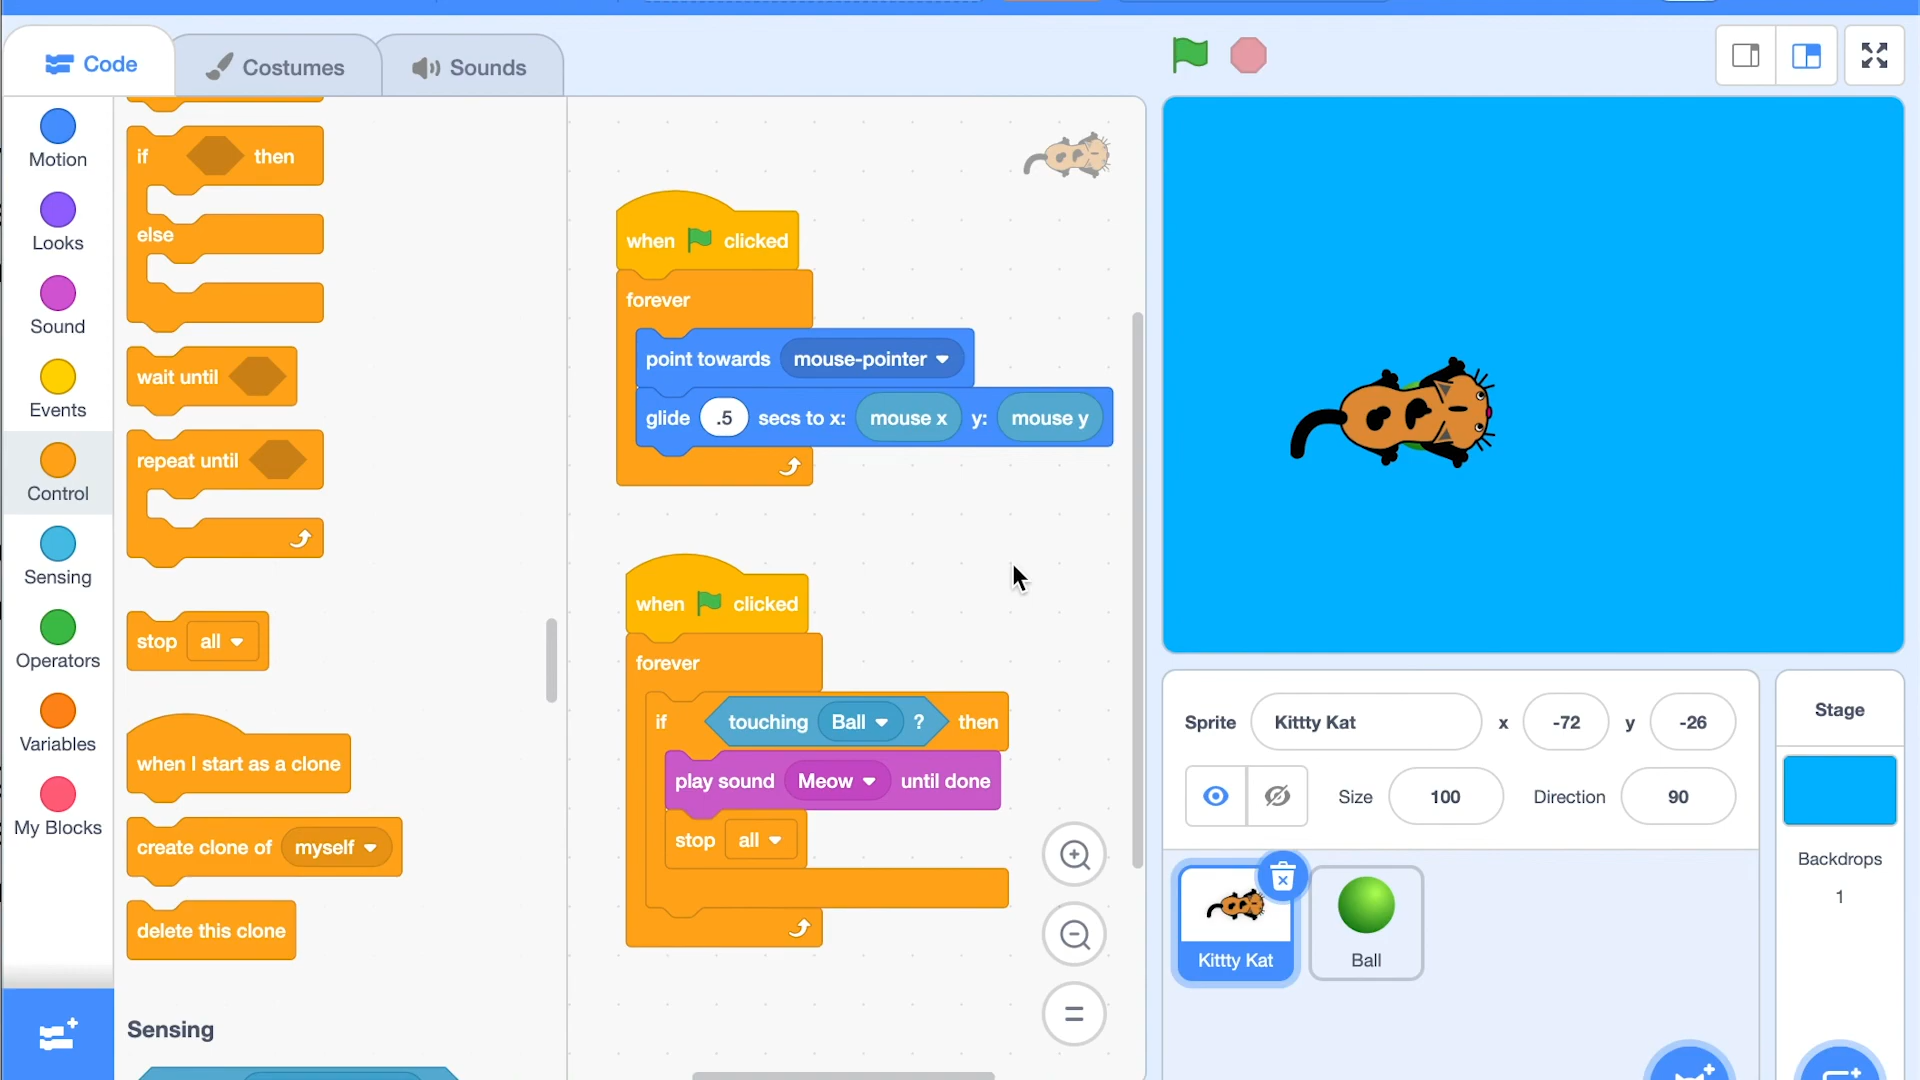 Code
Costumes
Sounds
Motion
Looks
Sound
Events
Control
Sensing
Operators
Variables
My Blocks
if then
else
wait until
repeat until
stop all
when I start as a clone
create clone of myself
delete this clone
Sensing
when clicked
forever
point towards mouse-pointer
glide .5 secs to x: mouse x y: mouse y
when clicked
forever
if touching Ball ? then
play sound Meow until done
stop all
Sprite Kittty Kat x -72 y -26
Size 100 Direction 90
Kittty Kat
Ball
Stage
Backdrops
1